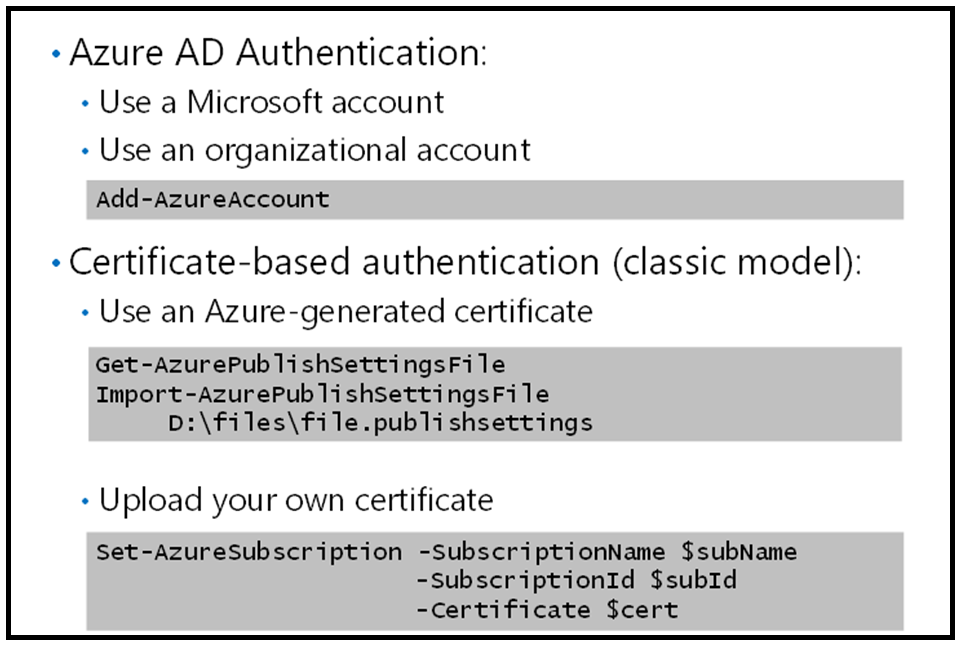 • Azure AD Authentication:
• Use a Microsoft account
• Use an organizational account
Add-AzureAccount
• Certificate-based authentication (classic model):
• Use an Azure-generated certificate
Get-AzurePublishSettingsFile
Import-AzurePublishSettingsFile
D:\files\file.publishsettings
• Upload your own certificate
Set-AzureSubscription -SubscriptionName $subName
-SubscriptionId $subId
-Certificate $cert